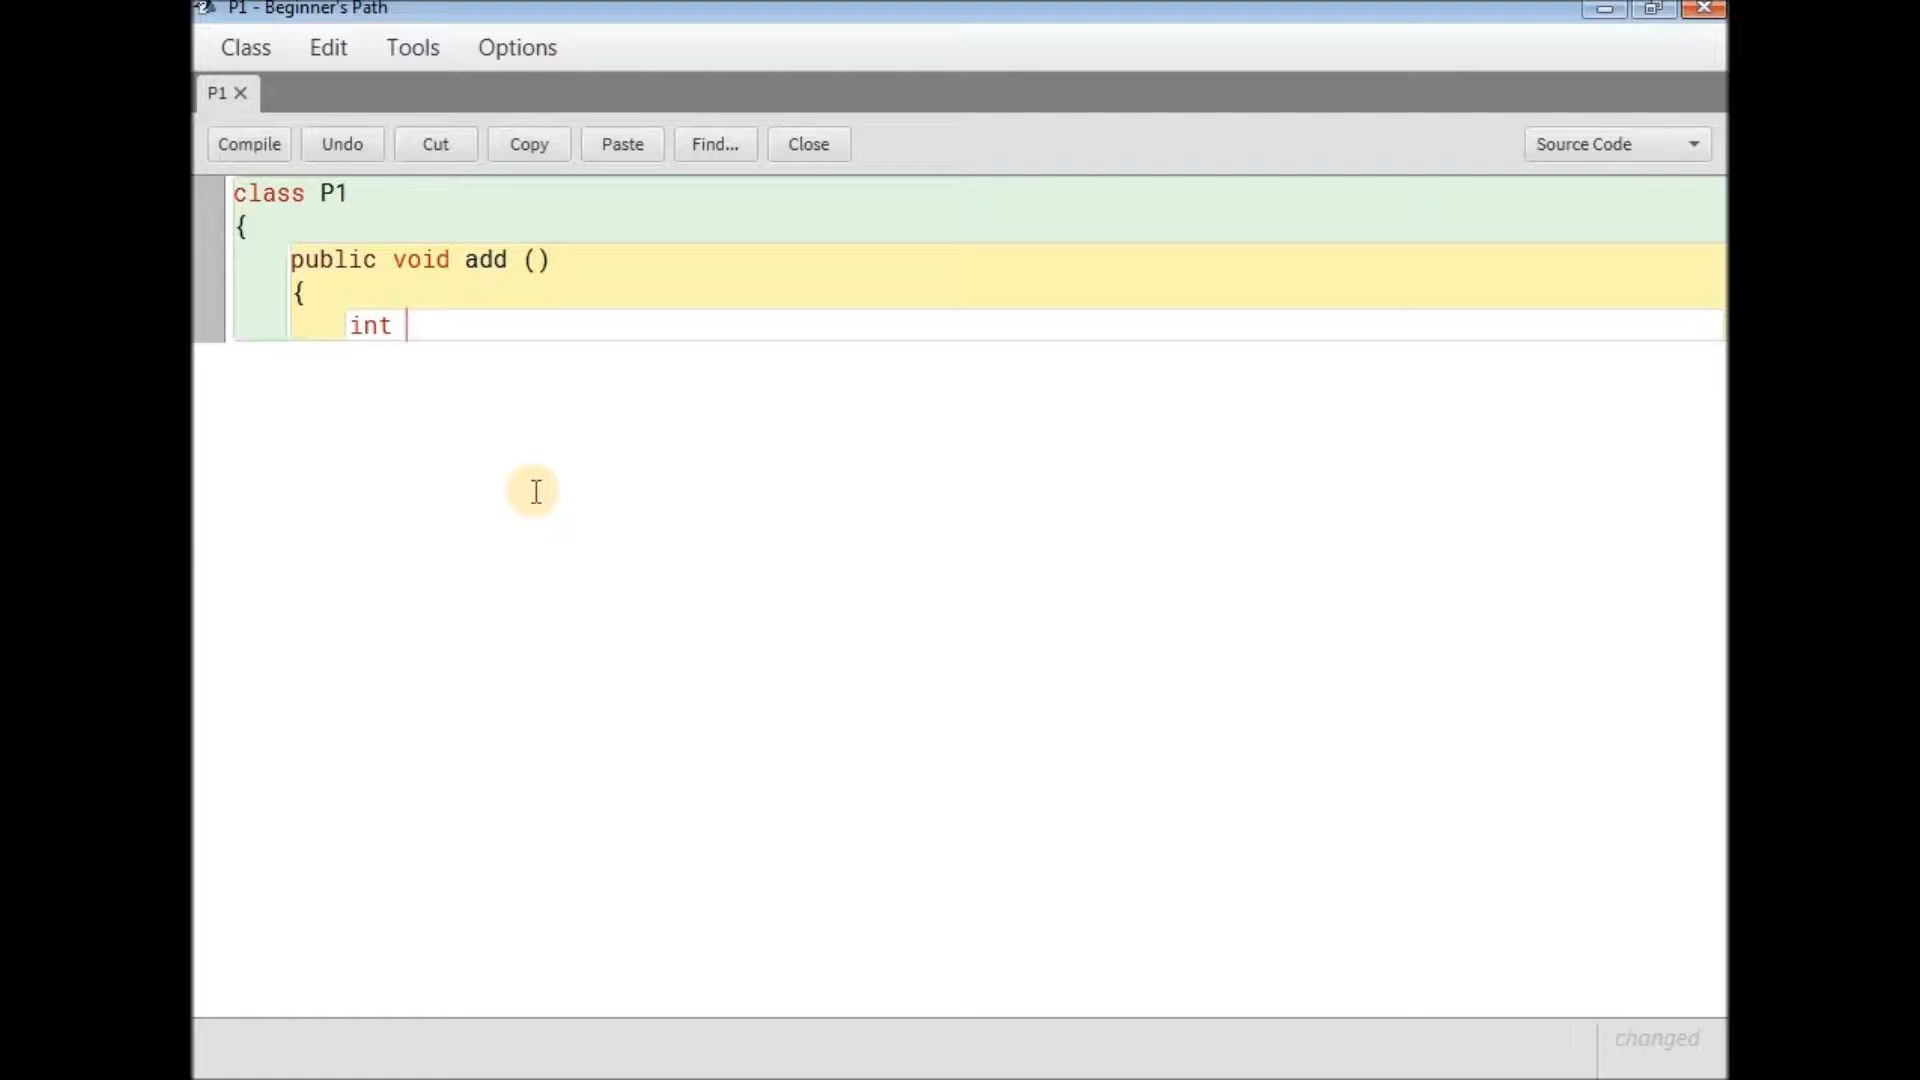 P1 - Beginner's Path
Class Edit Tools Options
P1
Compile Undo Cut Copy Paste Find... Close Source Code
class P1
{
public void add ()
{
int
changed